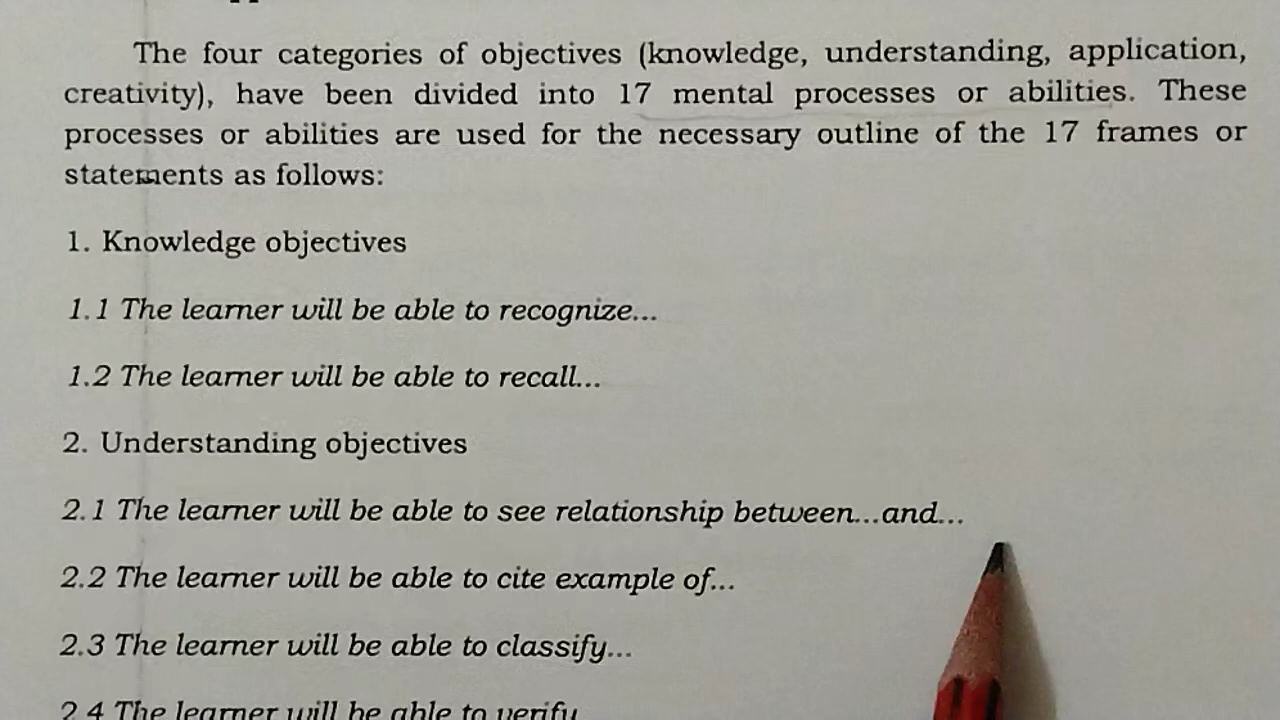 The four categories of objectives (knowledge, understanding, application,
creativity), have been divided into 17 mental processes or abilities. These
processes or abilities are used for the necessary outline of the 17 frames or
statements as follows:
1. Knowledge objectives
1.1 The learner will be able to recognize...
1.2 The learner will be able to recall...
2. Understanding objectives
2.1 The learner will be able to see relationship between...and...
2.2 The learner will be able to cite example of...
2.3 The learner will be able to classify...
2.4 The learner will be able to verify